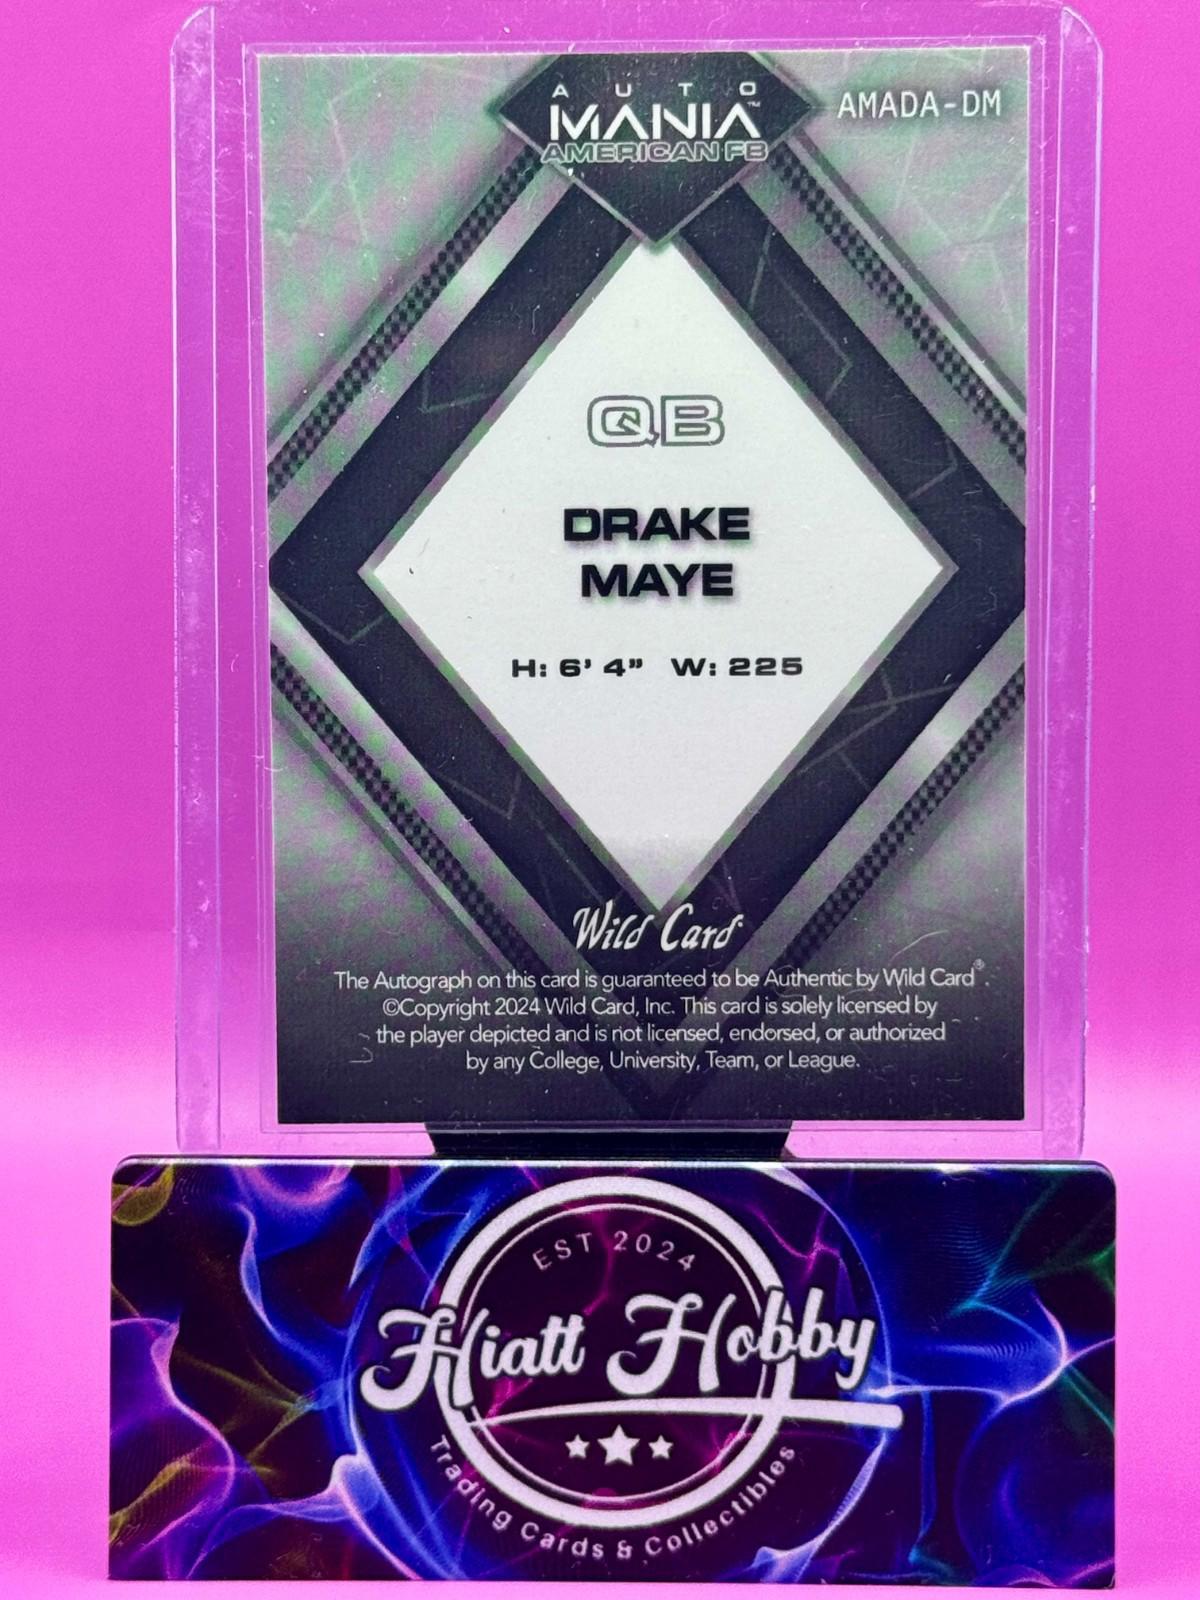 AUTO
MANIA™
AMERICAN FB
AMADA-DM
QB
DRAKE
MAYE
H: 6' 4" W: 225
Wild Card
The Autograph on this card is guaranteed to be Authentic by Wild Card®.
©Copyright 2024 Wild Card, Inc. This card is solely licensed by
the player depicted and is not licensed, endorsed, or authorized
by any College, University, Team, or League.
EST 2024
Hiatt Hobby
Trading Cards & Collectibles